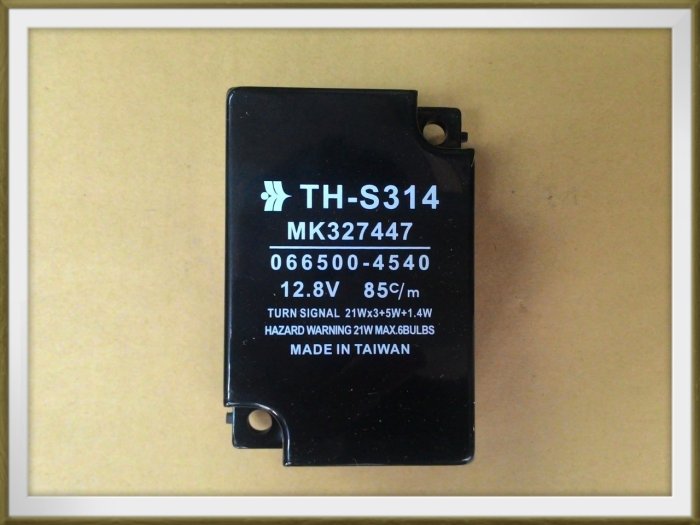 TH-S314
MK327447
066500-4540
12.8V 85c/m
TURN SIGNAL 21Wx3+5W+1.4W
HAZARD WARNING 21W MAX.6BULBS
MADE IN TAIWAN